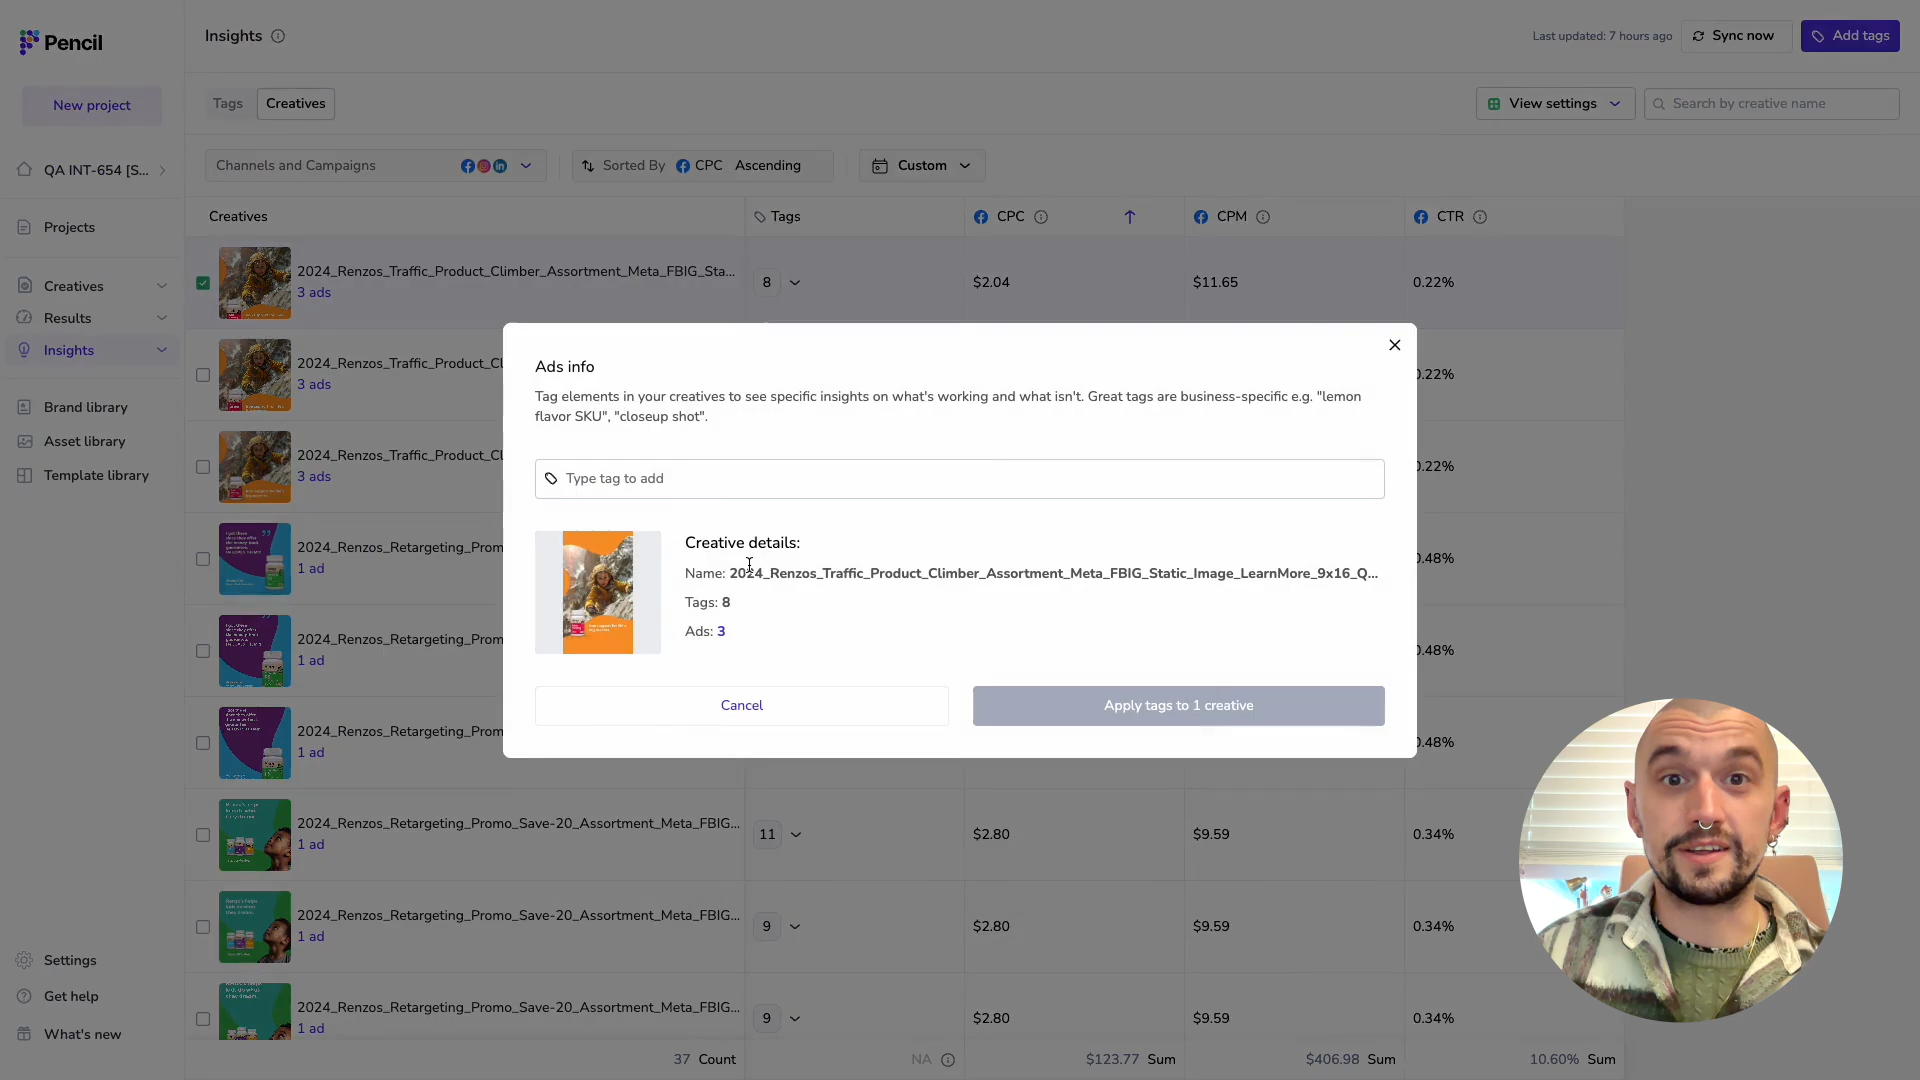 Pencil
Insights
Last updated: 7 hours ago
Sync now
Add tags
New project
Tags
Creatives
View settings
Search by creative name
QA INT-654 [S...
Channels and Campaigns
Sorted By
CPC
Ascending
Custom
Projects
Creatives
Results
Insights
Brand library
Asset library
Template library
Creatives
Tags
CPC
CPM
CTR
2024_Renzos_Traffic_Product_Climber_Assortment_Meta_FBIG_Sta...
3 ads
8
$2.04
$11.65
0.22%
2024_Renzos_Traffic_Product_Cl
3 ads
0.22%
2024_Renzos_Traffic_Product_Cl
3 ads
0.22%
2024_Renzos_Retargeting_Prom
1 ad
0.48%
2024_Renzos_Retargeting_Prom
1 ad
0.48%
2024_Renzos_Retargeting_Prom
1 ad
0.48%
2024_Renzos_Retargeting_Promo_Save-20_Assortment_Meta_FBIG...
1 ad
11
$2.80
$9.59
0.34%
2024_Renzos_Retargeting_Promo_Save-20_Assortment_Meta_FBIG...
1 ad
9
$2.80
$9.59
0.34%
2024_Renzos_Retargeting_Promo_Save-20_Assortment_Meta_FBIG...
1 ad
9
$2.80
$9.59
0.34%
37 Count
NA
$123.77 Sum
$406.98 Sum
10.60% Sum
Ads info
Tag elements in your creatives to see specific insights on what's working and what isn't. Great tags are business-specific e.g. "lemon
flavor SKU", "closeup shot".
Type tag to add
Creative details:
Name: 2024_Renzos_Traffic_Product_Climber_Assortment_Meta_FBIG_Static_Image_LearnMore_9x16_Q...
Tags: 8
Ads: 3
Cancel
Apply tags to 1 creative
Settings
Get help
What's new